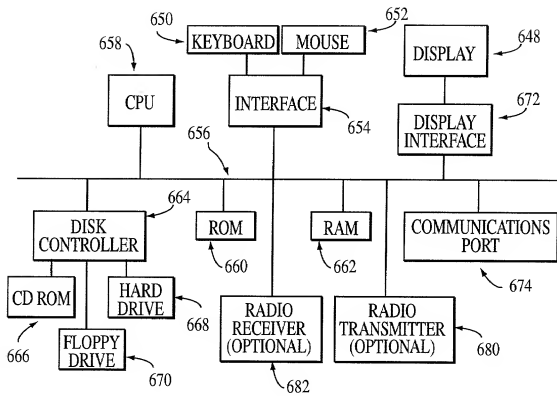 650
KEYBOARD
MOUSE
652
658
CPU
INTERFACE
654
DISPLAY
648
672
DISPLAY
INTERFACE
656
664
DISK
CONTROLLER
ROM
660
RAM
662
COMMUNICATIONS
PORT
674
CD ROM
666
HARD
DRIVE
668
FLOPPY
DRIVE
670
RADIO
RECEIVER
(OPTIONAL)
682
RADIO
TRANSMITTER
(OPTIONAL)
680